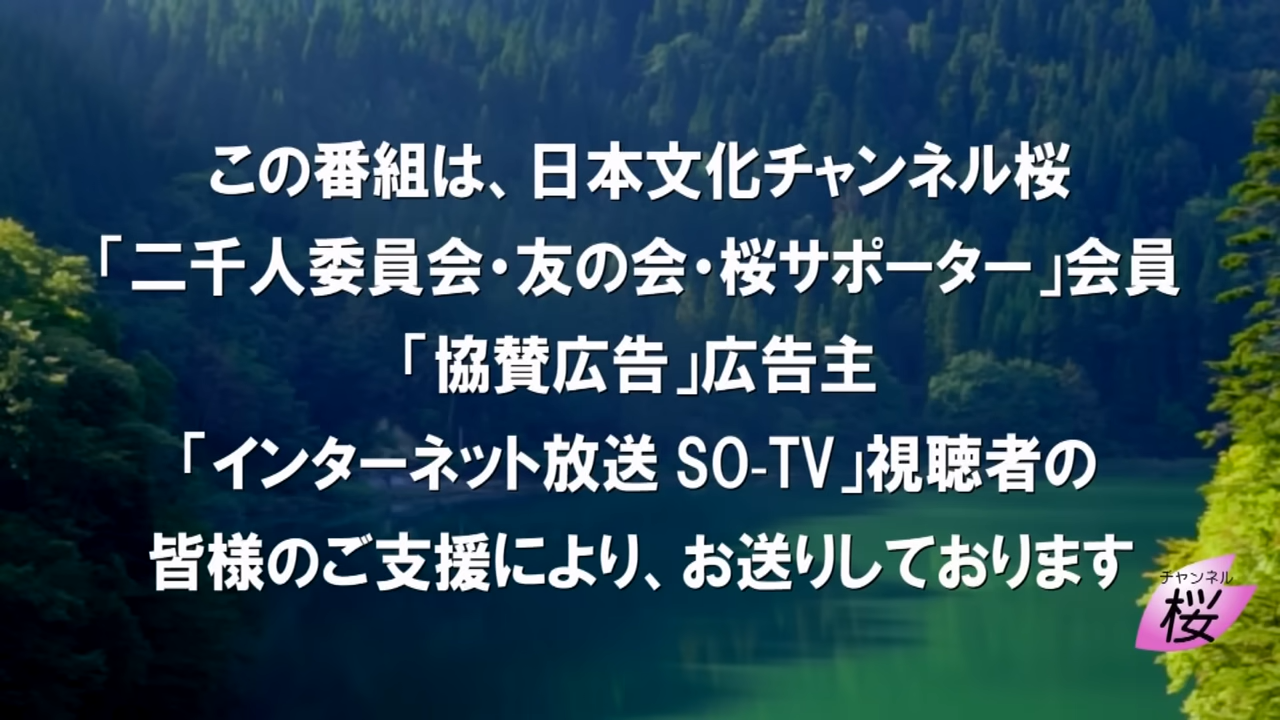 この番組は、日本文化チャンネル桜
「二千人委員会・友の会・桜サポーター」会員
「協賛広告」広告主
「インターネット放送 SO-TV」視聴者の
皆様のご支援により、お送りしております
チャンネル
桜